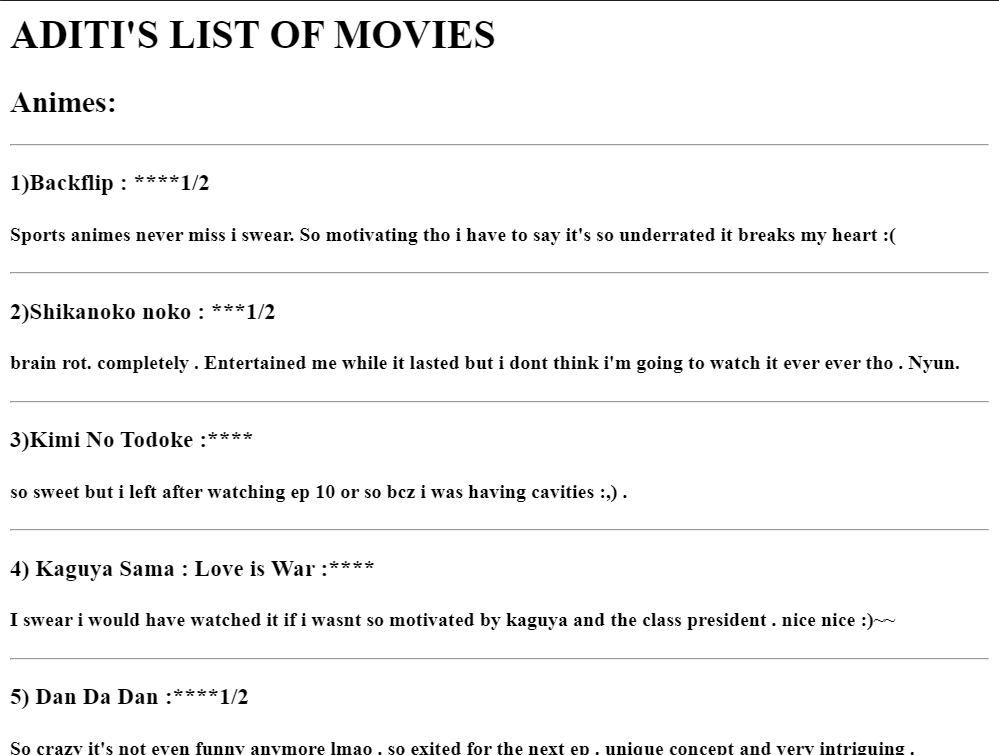 ADITI'S LIST OF MOVIES
Animes:
1)Backflip : ****1/2
Sports animes never miss i swear. So motivating tho i have to say it's so underrated it breaks my heart :(
2)Shikanoko noko : ***1/2
brain rot. completely . Entertained me while it lasted but i dont think i'm going to watch it ever ever tho . Nyun.
3)Kimi No Todoke :****
so sweet but i left after watching ep 10 or so bcz i was having cavities :,) .
4) Kaguya Sama : Love is War :****
I swear i would have watched it if i wasnt so motivated by kaguya and the class president . nice nice :)~~
5) Dan Da Dan :****1/2
So crazy it's not even funny anymore lmao . so exited for the next ep . unique concept and very intriguing .